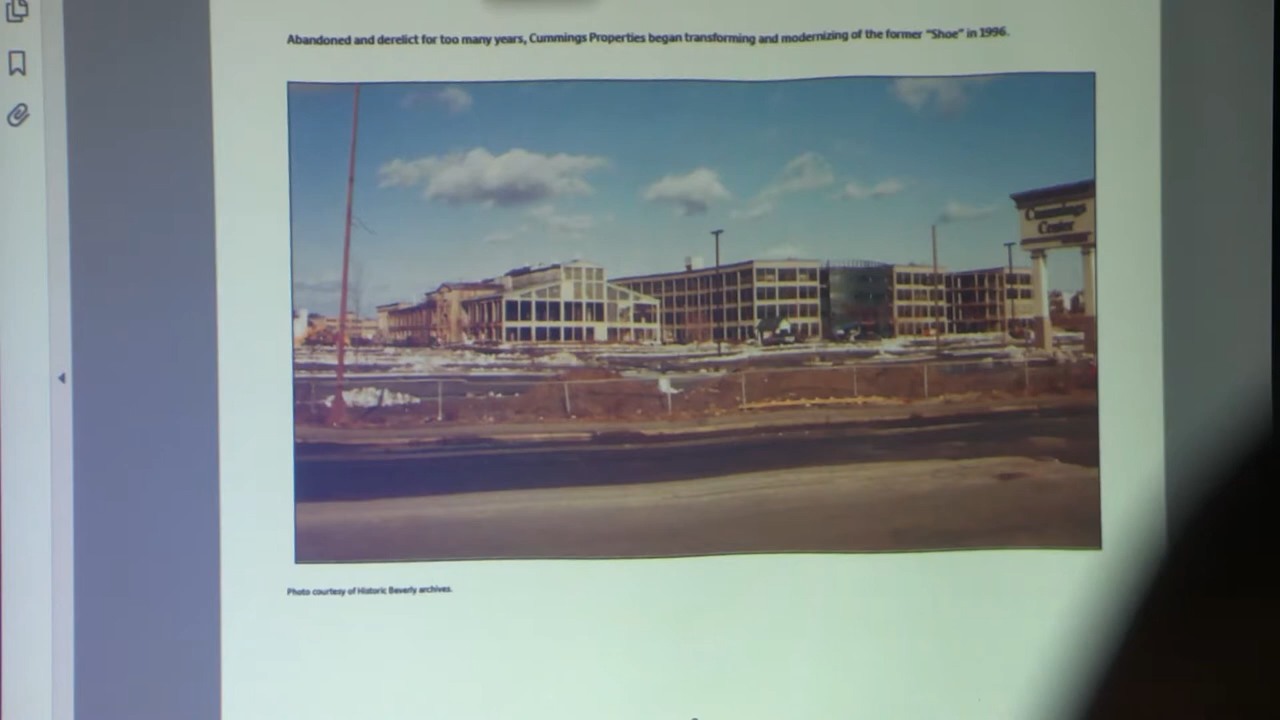 Abandoned and derelict for too many years, Cummings Properties began transforming and modernizing of the former “Shoe” in 1996.
Cummings
Center
Photo courtesy of Historic Beverly archives.